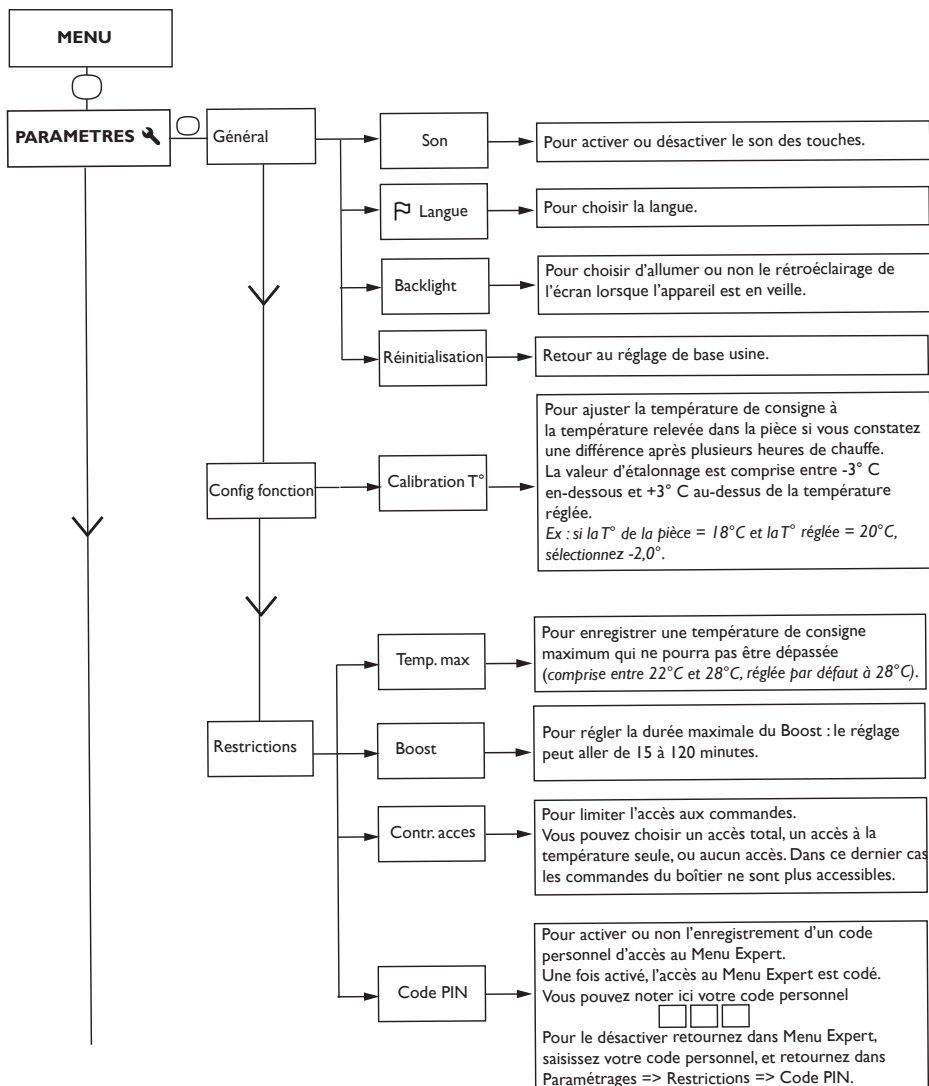 MENU
PARAMETRES
Général
Son
Pour activer ou désactiver le son des touches.
Langue
Pour choisir la langue.
Backlight
Pour choisir d'allumer ou non le rétroéclairage de
l'écran lorsque l'appareil est en veille.
Réinitialisation
Retour au réglage de base usine.
Config fonction
Calibration T°
Pour ajuster la température de consigne à
la température relevée dans la pièce si vous constatez
une différence après plusieurs heures de chauffe.
La valeur d'étalonnage est comprise entre -3° C
en-dessous et +3° C au-dessus de la température
réglée.
Ex : si la T° de la pièce = 18°C et la T° réglée = 20°C,
sélectionnez -2,0°.
Restrictions
Temp. max
Pour enregistrer une température de consigne
maximum qui ne pourra pas être dépassée
(comprise entre 22°C et 28°C, réglée par défaut à 28°C).
Boost
Pour régler la durée maximale du Boost : le réglage
peut aller de 15 à 120 minutes.
Contr. acces
Pour limiter l'accès aux commandes.
Vous pouvez choisir un accès total, un accès à la
température seule, ou aucun accès. Dans ce dernier cas
les commandes du boîtier ne sont plus accessibles.
Code PIN
Pour activer ou non l'enregistrement d'un code
personnel d'accès au Menu Expert.
Une fois activé, l'accès au Menu Expert est codé.
Vous pouvez noter ici votre code personnel
Pour le désactiver retournez dans Menu Expert,
saisissez votre code personnel, et retournez dans
Paramétrages => Restrictions => Code PIN.